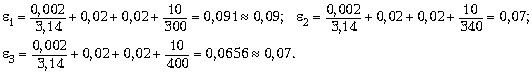 ε₁ = 0,002/3,14 + 0,02 + 0,02 + 10/300 = 0,091 ≈ 0,09; ε₂ = 0,002/3,14 + 0,02 + 0,02 + 10/340 = 0,07;
ε₃ = 0,002/3,14 + 0,02 + 0,02 + 10/400 = 0,0656 ≈ 0,07.